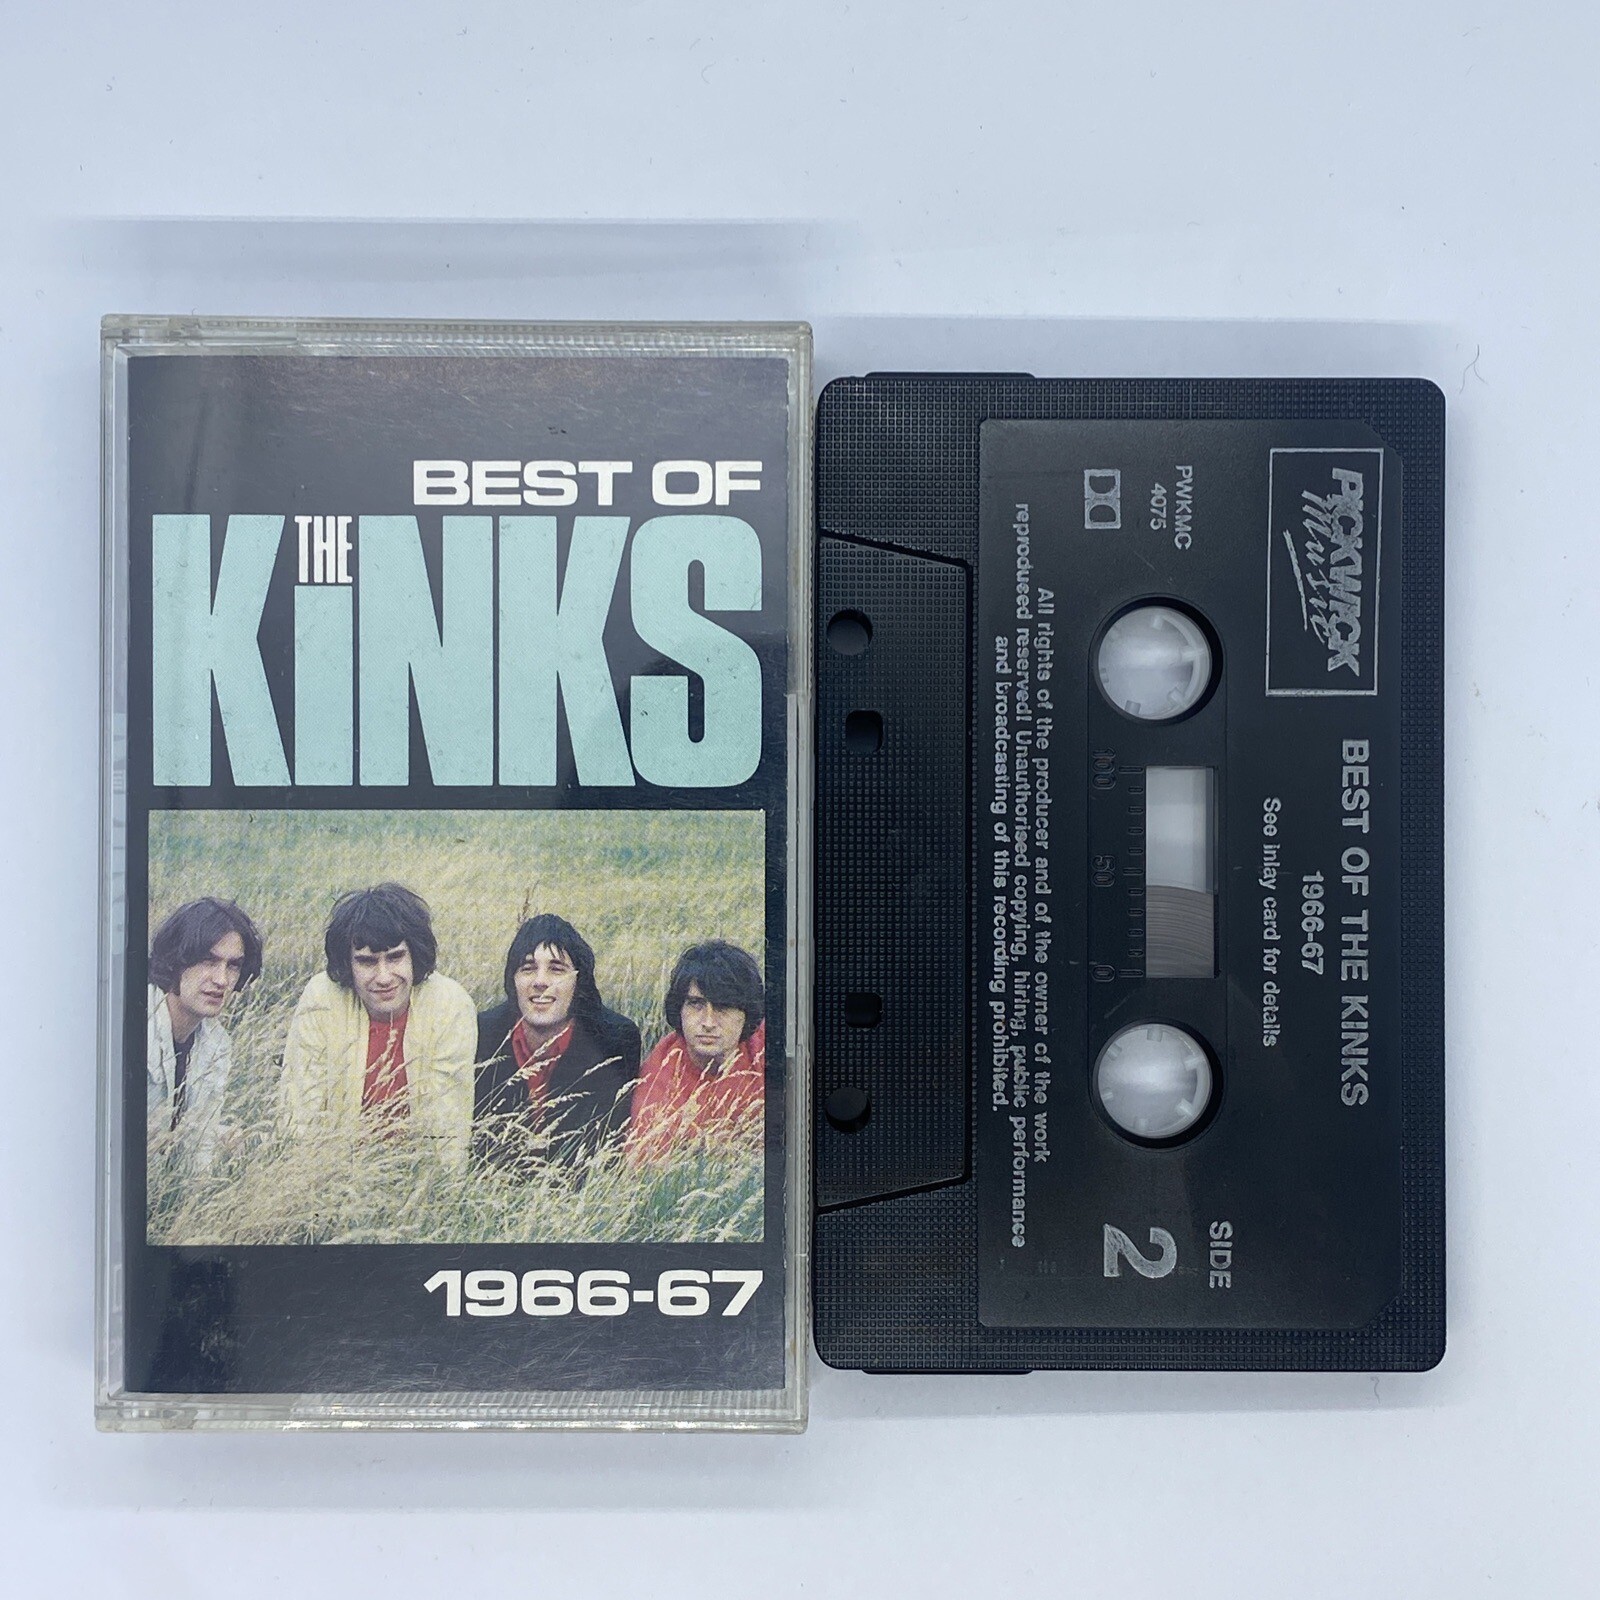 BEST OF
THE
KiNKS
1966-67
PICKWICK
Music
BEST OF THE KINKS
1966-67
See inlay card for details
PWKMC
4075
SIDE
2
100 50 0
All rights of the producer and of the owner of the work
reproduced reserved! Unauthorised copying, hiring, public performance
and broadcasting of this recording prohibited.